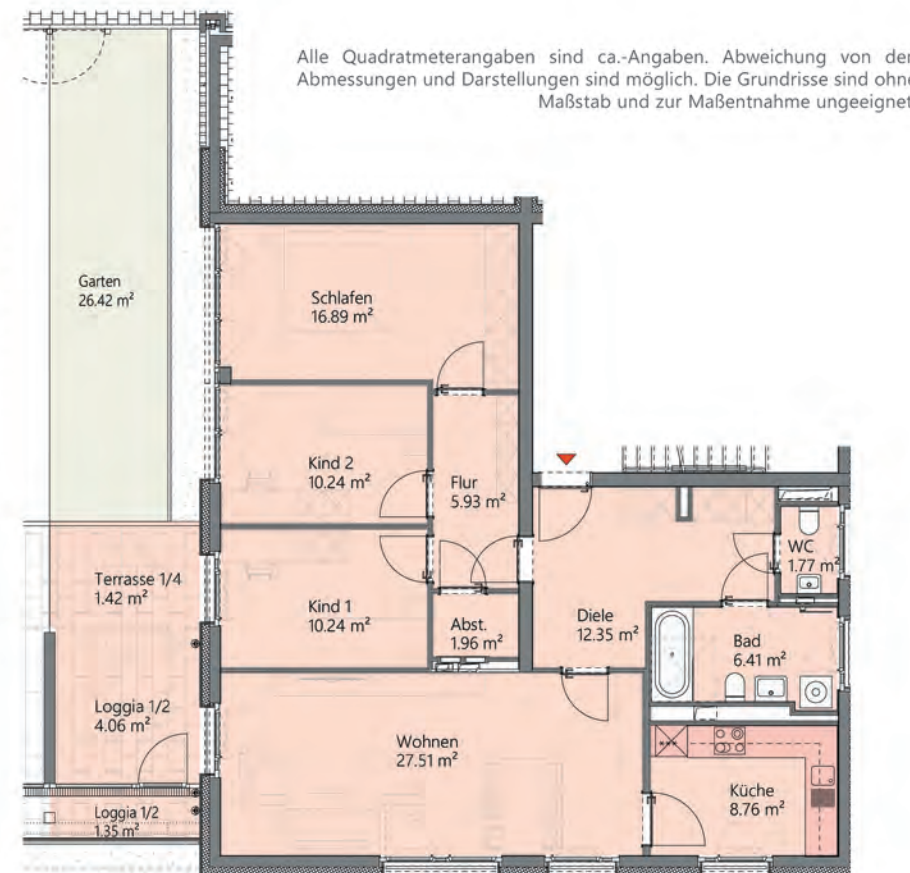 Alle Quadratmeterangaben sind ca.-Angaben. Abweichung von der
Abmessungen und Darstellungen sind möglich. Die Grundrisse sind ohne
Maßstab und zur Maßentnahme ungeeignet
Garten
26.42 m²
Schlafen
16.89 m²
Kind 2
10.24 m²
Flur
5.93 m²
WC
1.77 m²
Terrasse 1/4
1.42 m²
Kind 1
10.24 m²
Abst.
1.96 m²
Diele
12.35 m²
Bad
6.41 m²
Loggia 1/2
4.06 m²
Wohnen
27.51 m²
Küche
8.76 m²
Loggia 1/2
1.35 m²